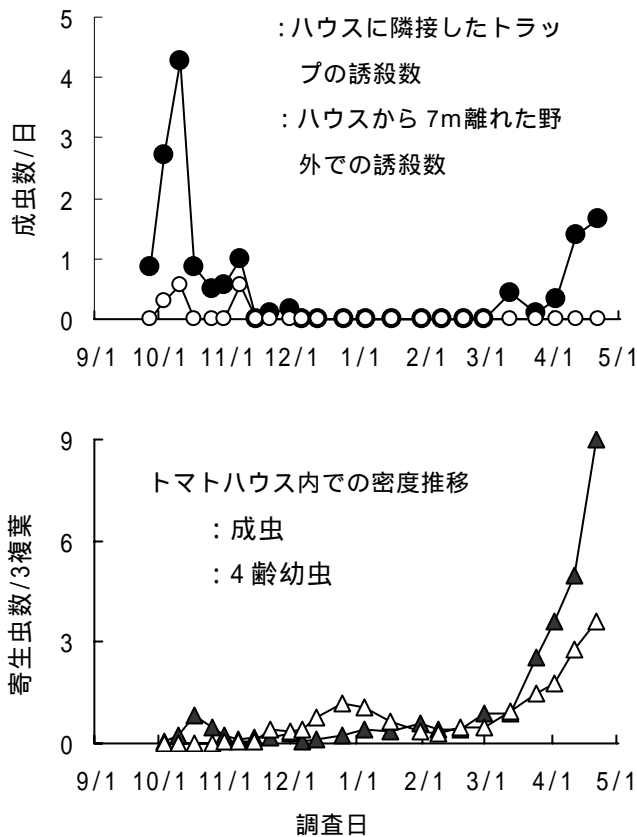 5
4
3
2
1
0
成虫数/日
:ハウスに隣接したトラッ
プの誘殺数
:ハウスから 7m離れた野
外での誘殺数
9/1 10/1 11/1 12/1 1/1 2/1 3/1 4/1 5/1
9
6
3
0
寄生虫数/3複葉
トマトハウス内での密度推移
:成虫
:4 齢幼虫
9/1 10/1 11/1 12/1 1/1 2/1 3/1 4/1 5/1
調査日